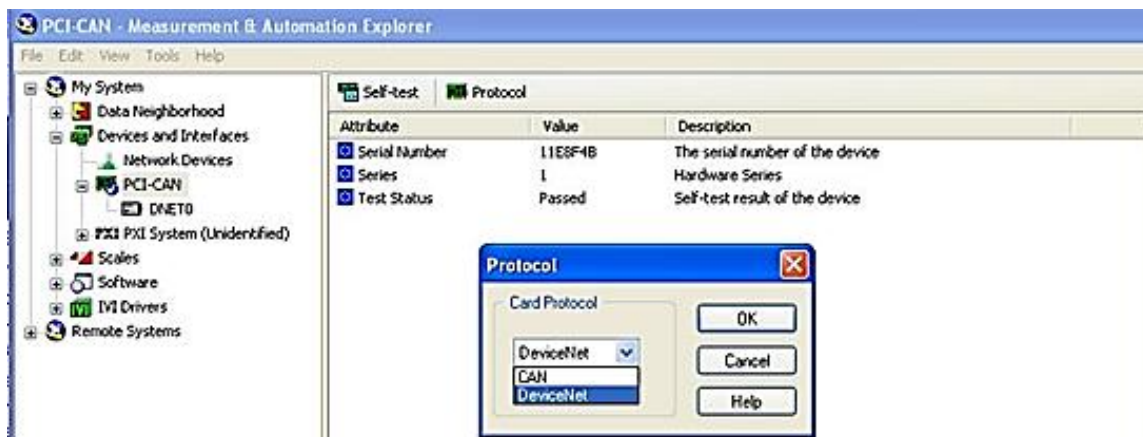 PCI-CAN - Measurement & Automation Explorer
File Edit View Tools Help
My System
Data Neighborhood
Devices and Interfaces
Network Devices
PCI-CAN
DNET0
PXI PXI System (Unidentified)
Scales
Software
IVI IVI Drivers
Remote Systems
Self-test Protocol
Attribute Value Description
Serial Number 11E8F4B The serial number of the device
Series 1 Hardware Series
Test Status Passed Self-test result of the device
Protocol
Card Protocol
DeviceNet
CAN
DeviceNet
OK
Cancel
Help